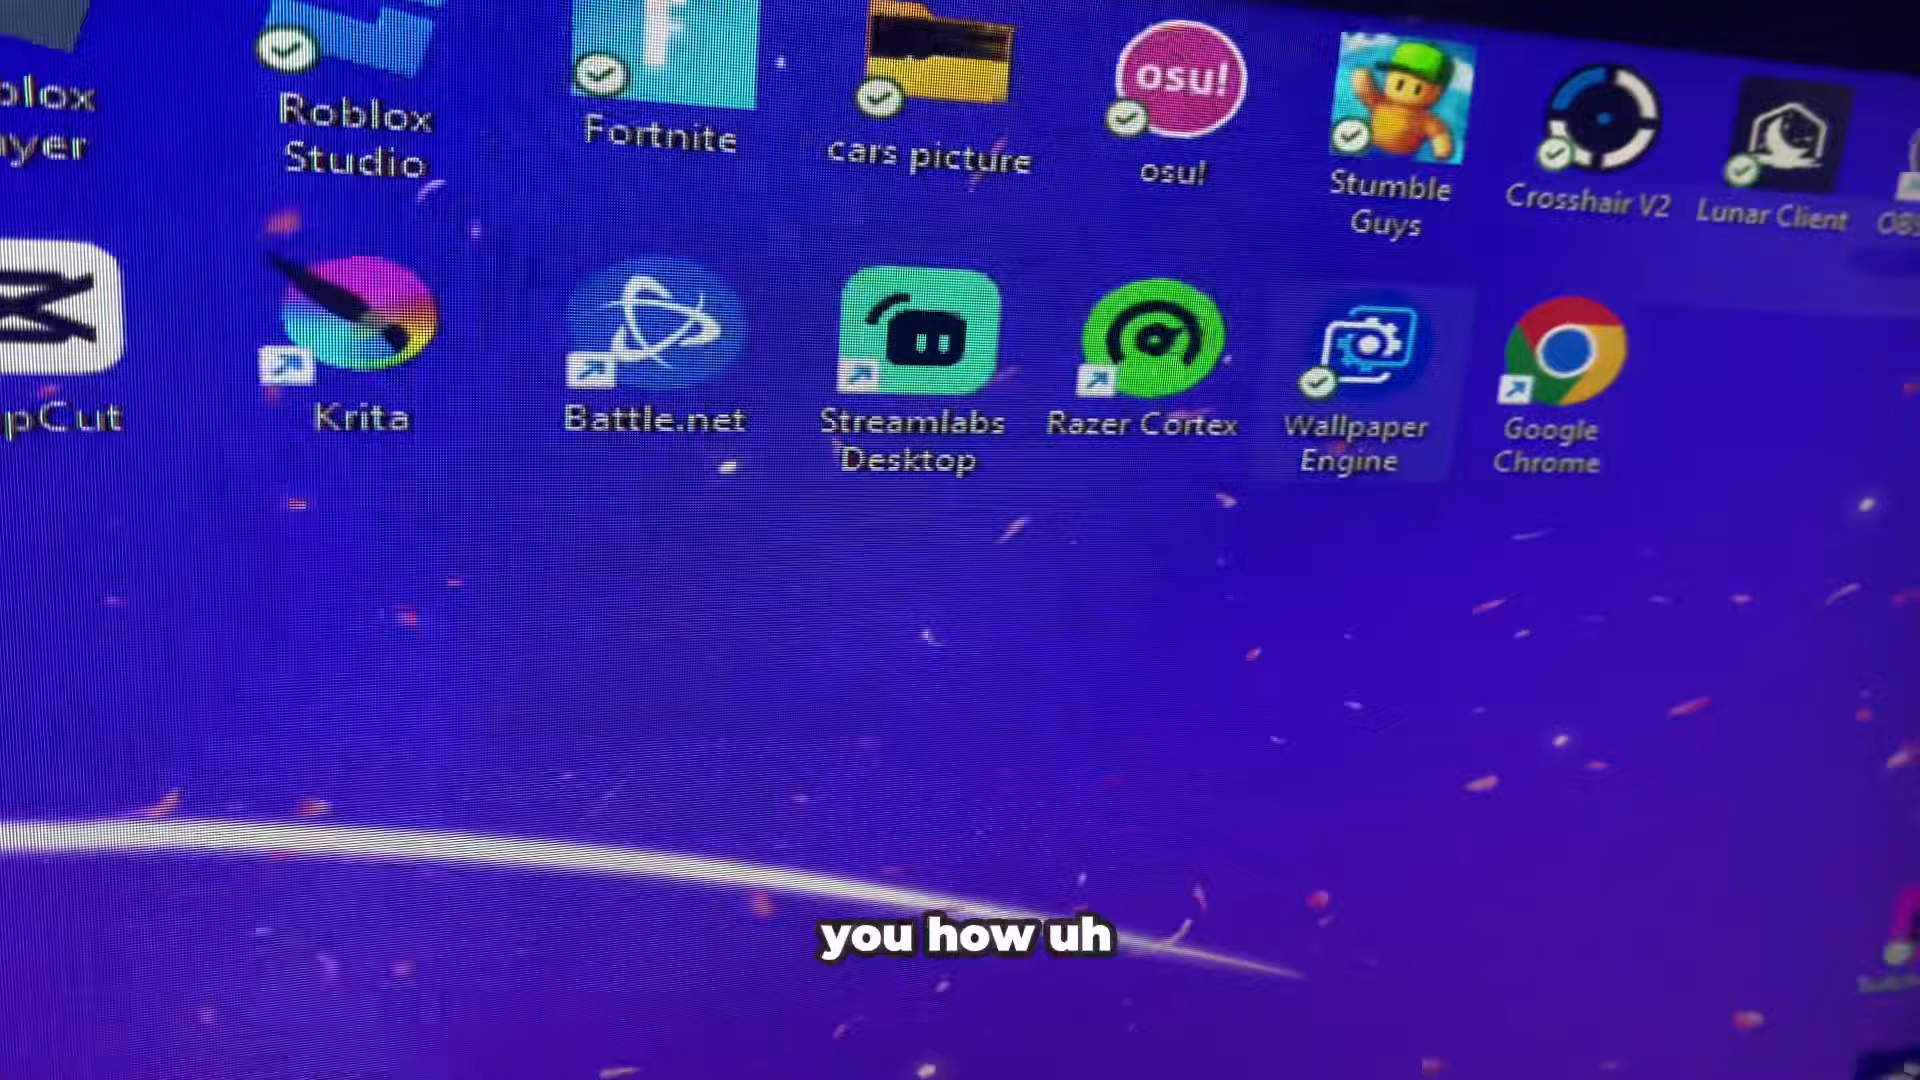 Roblox
Studio
Fortnite
cars picture
osu!
osu!
Stumble
Guys
Crosshair V2
Lunar Client
pCut
Krita
Battle.net
Streamlabs
Desktop
Razer Cortex
Wallpaper
Engine
Google
Chrome
you how uh